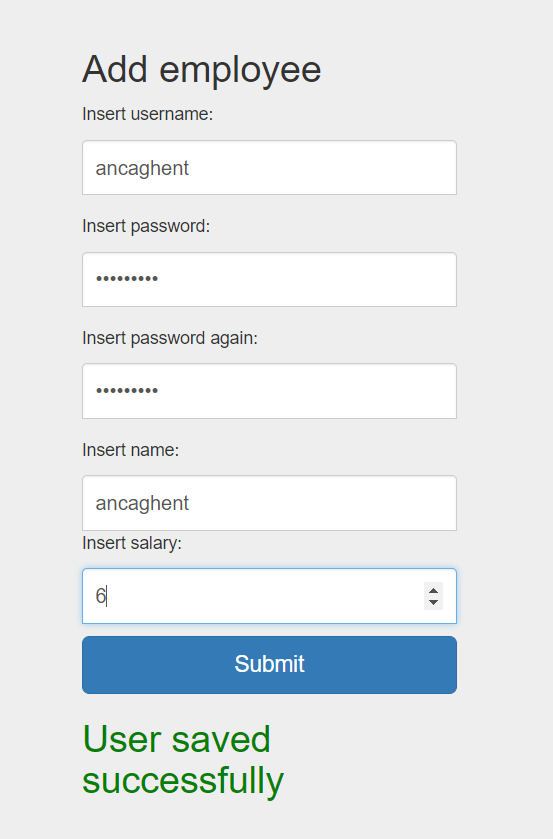 Add employee
Insert username:
ancaghent
Insert password:
•••••••••
Insert password again:
•••••••••
Insert name:
ancaghent
Insert salary:
6
Submit
User saved
successfully